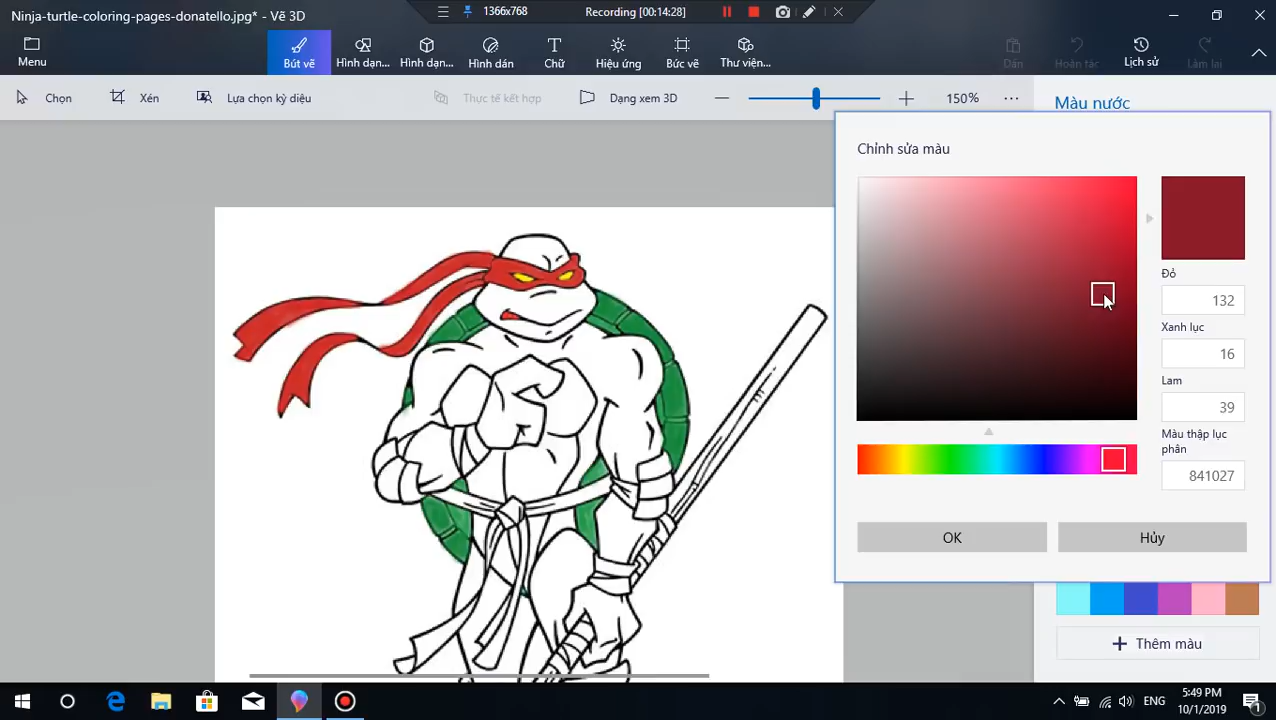 Ninja-turtle-coloring-pages-donatello.jpg* - Vẽ 3D
1366x768
Recording [00:14:28]
Menu
Bút vẽ
Hình dạn...
Hình dạn...
Hình dán
Chữ
Hiệu ứng
Bức vẽ
Thư viện...
Dán
Hoàn tác
Lịch sử
Làm lại
Chọn
Xén
Lựa chọn kỳ diệu
Thực tế kết hợp
Dạng xem 3D
150%
Màu nước
Chỉnh sửa màu
Đỏ
132
Xanh lục
16
Lam
39
Màu thập lục
phân
841027
OK
Hủy
Thêm màu
ENG
5:49 PM
10/1/2019
1